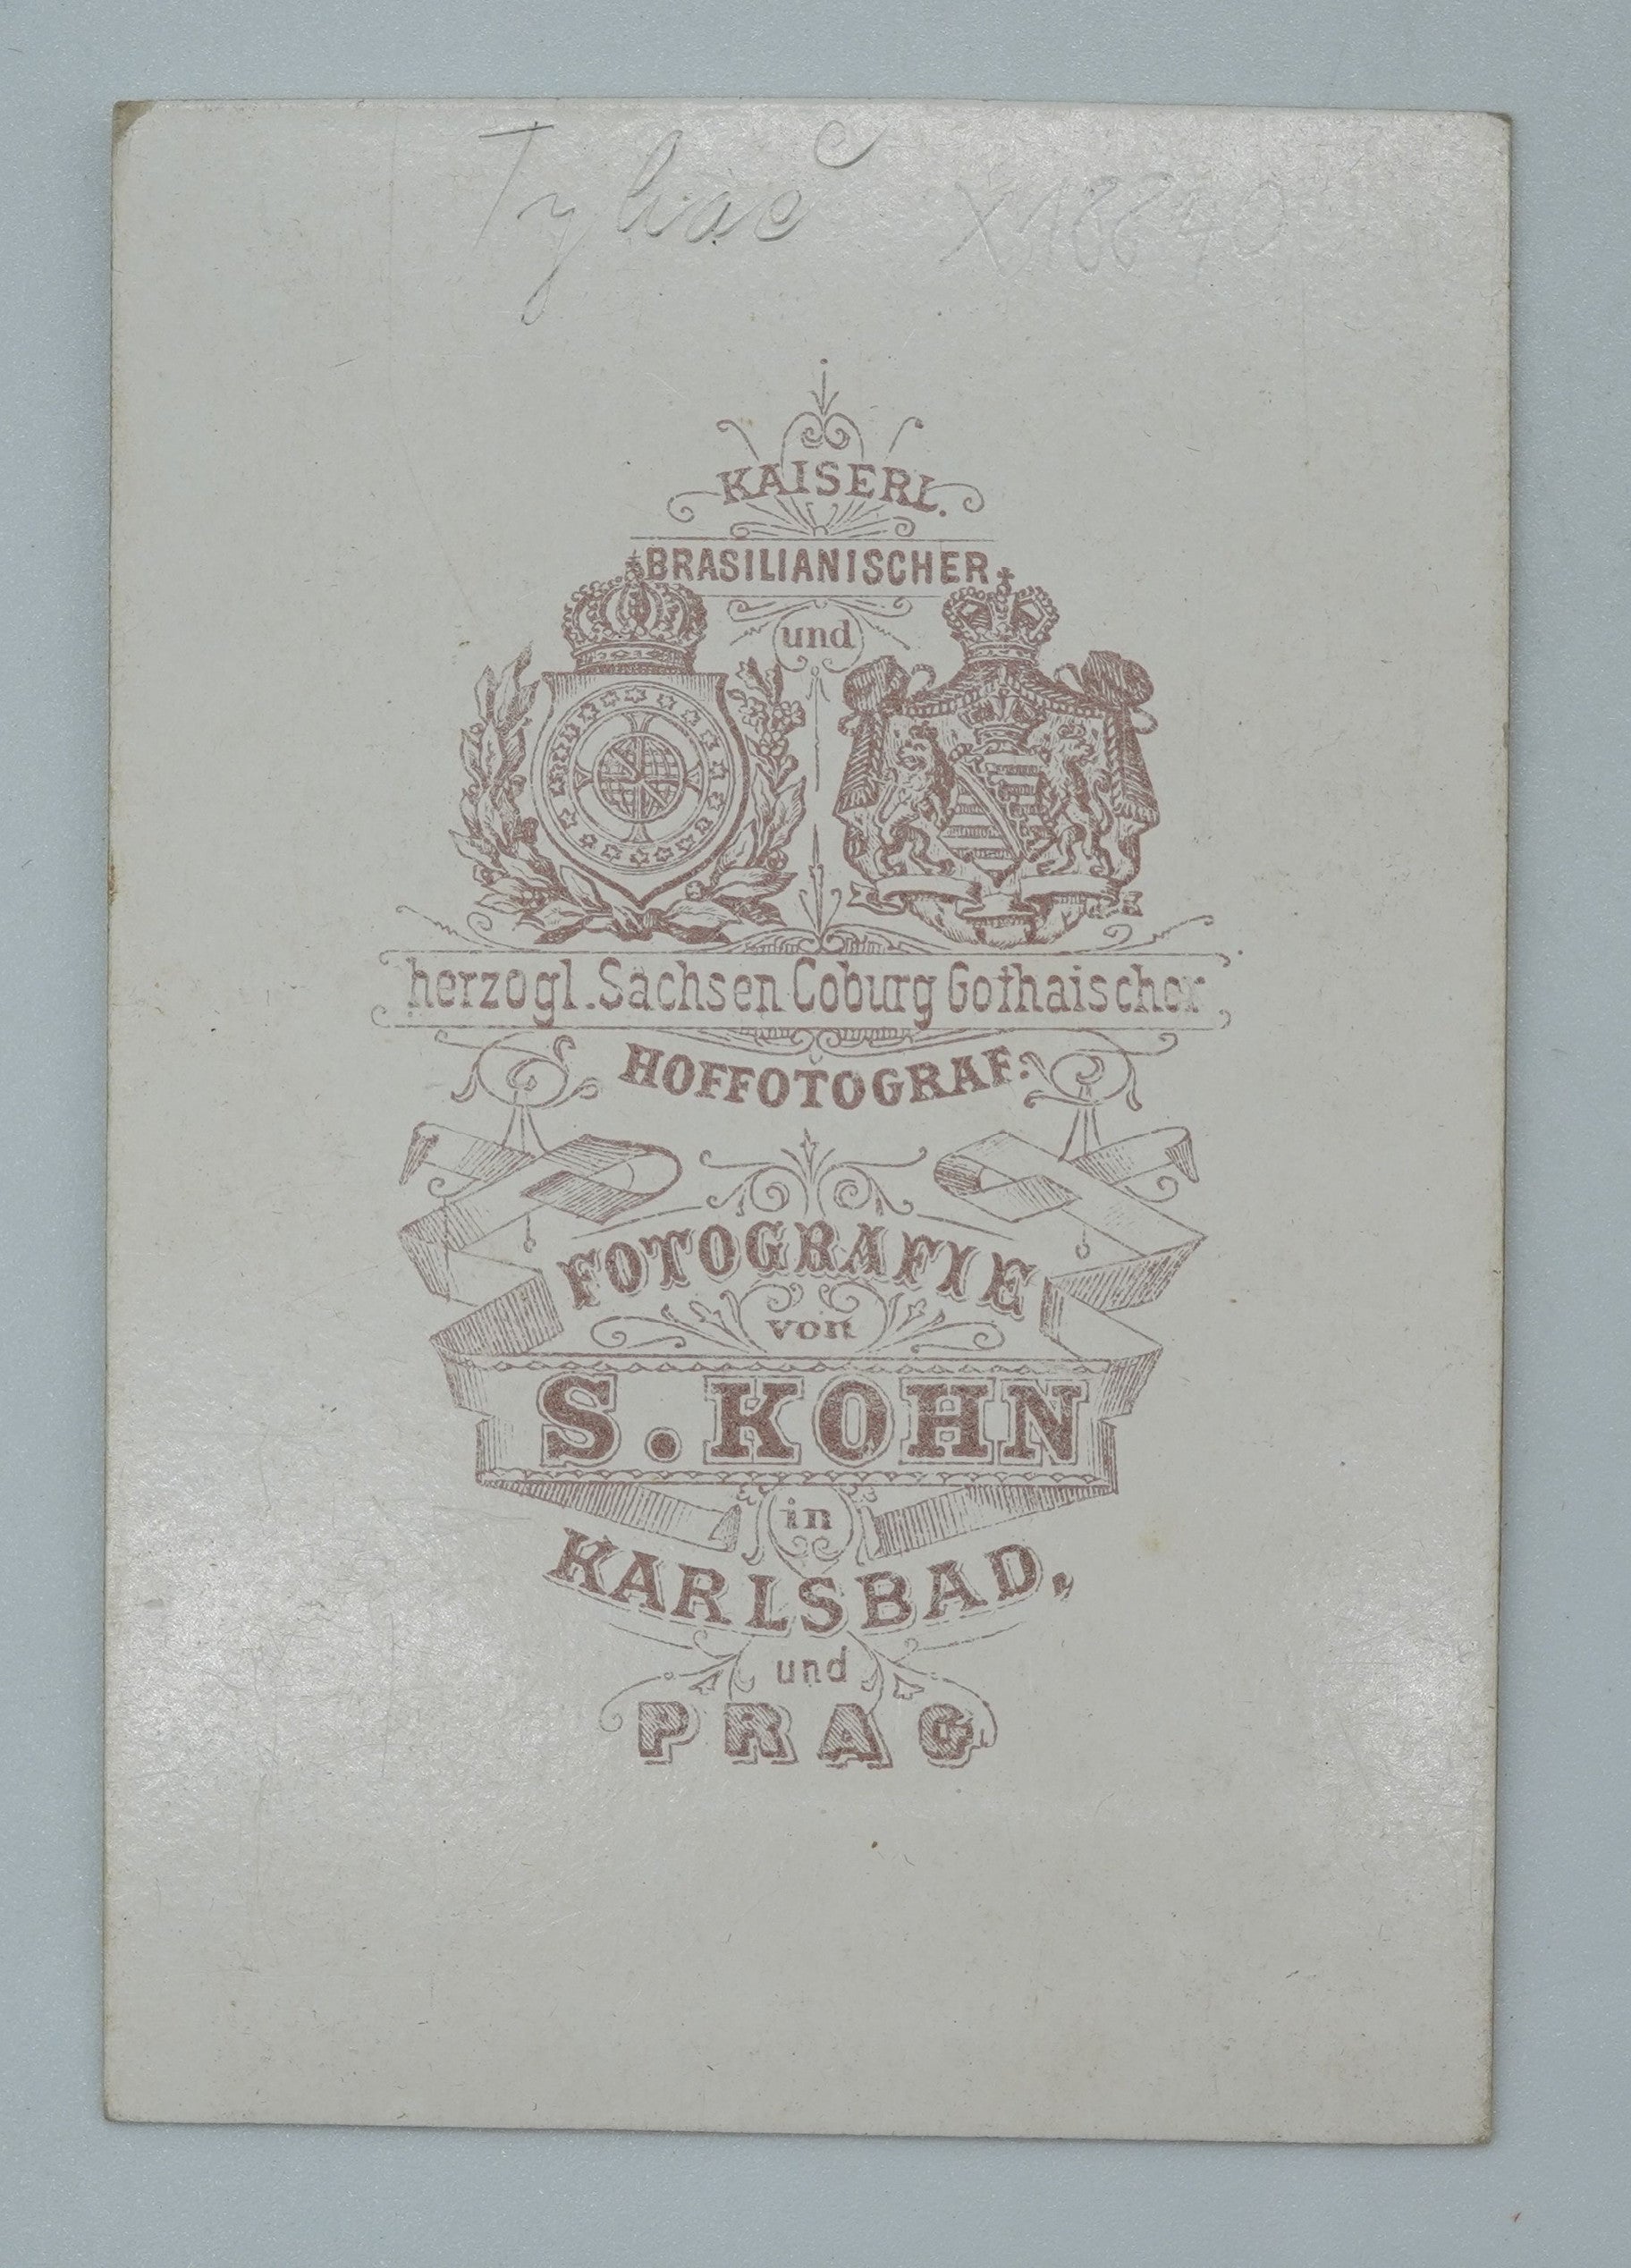 KAISERL.
BRASILIANISCHER
und
herzogl. Sachsen Coburg Gothaischer
HOFFOTOGRAF:
FOTOGRAFIE
von
S. KOHN
in
KARLSBAD,
und
PRAG